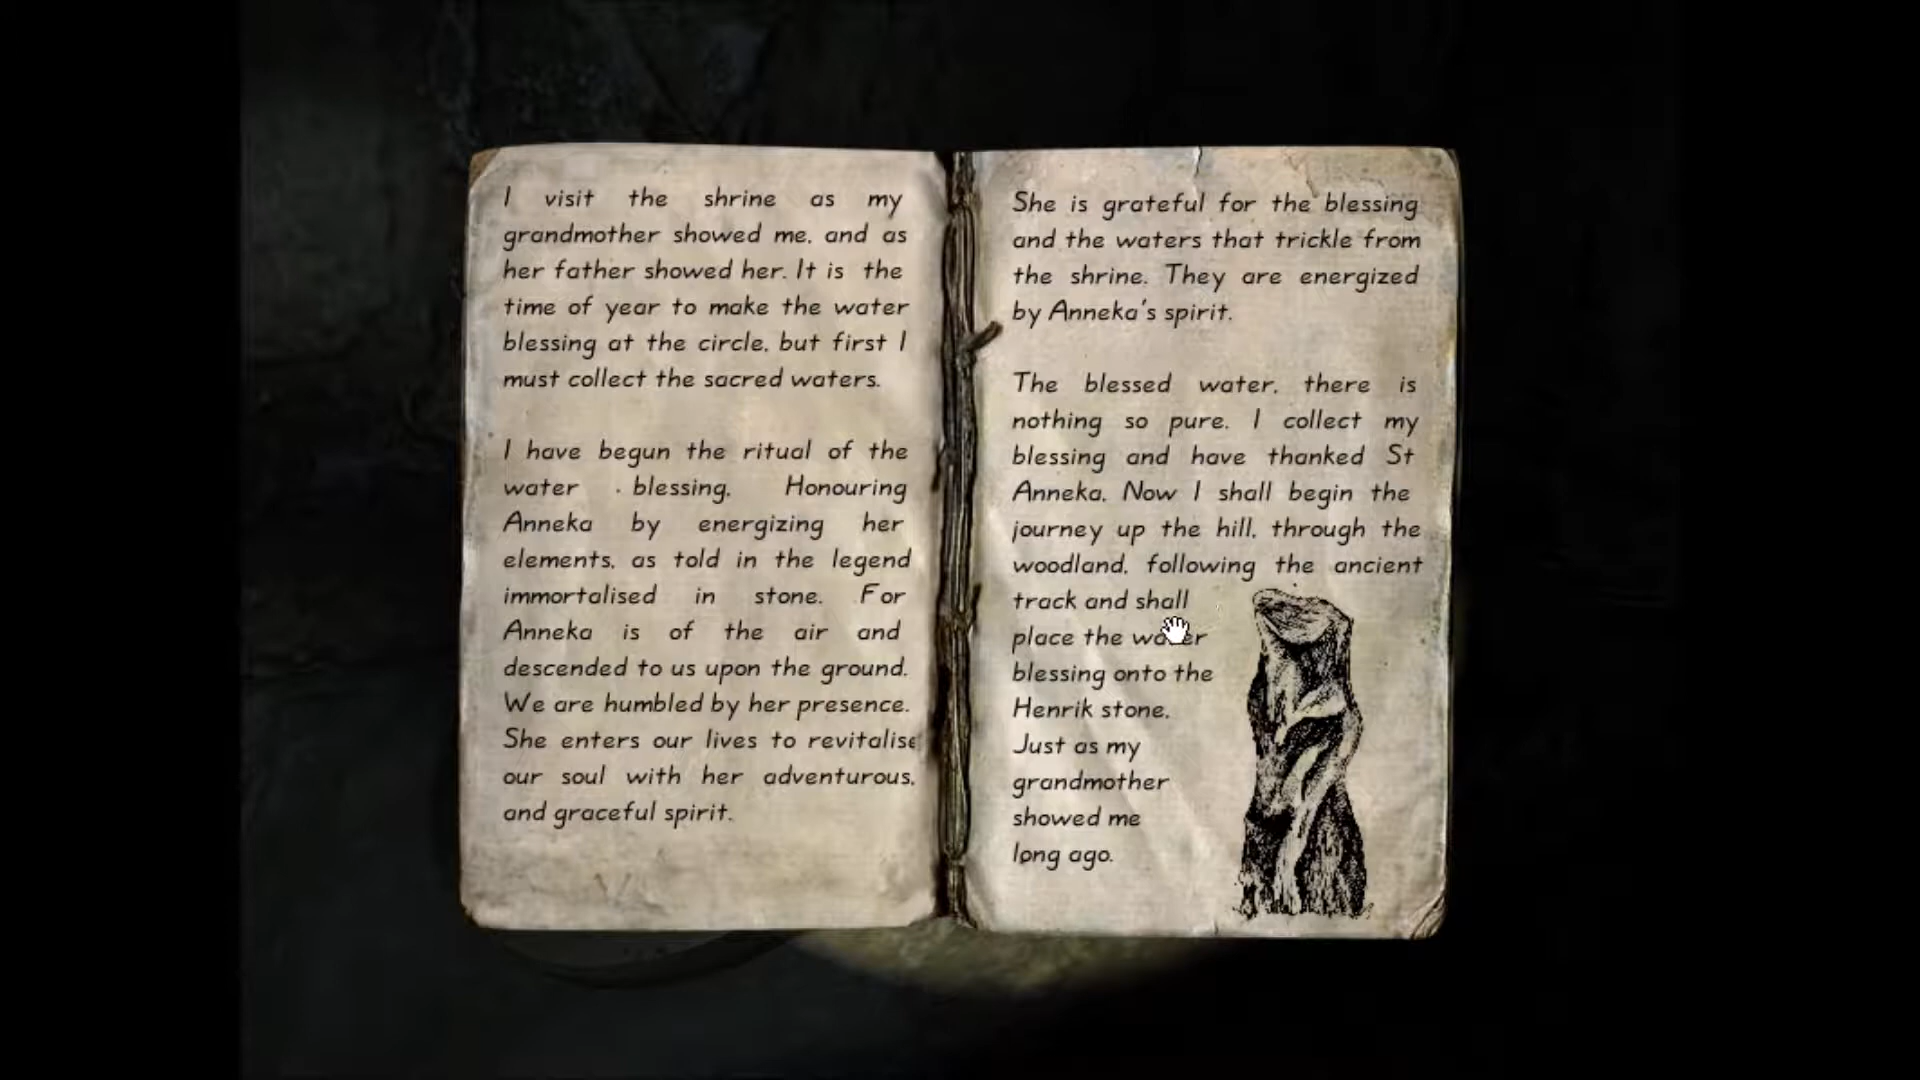 I visit the shrine as my
grandmother showed me, and as
her father showed her. It is the
time of year to make the water
blessing at the circle, but first I
must collect the sacred waters.
I have begun the ritual of the
water blessing. Honouring
Anneka by energizing her
elements, as told in the legend
immortalised in stone. For
Anneka is of the air and
descended to us upon the ground.
We are humbled by her presence.
She enters our lives to revitalise
our soul with her adventurous,
and graceful spirit.
She is grateful for the blessing
and the waters that trickle from
the shrine. They are energized
by Anneka's spirit.
The blessed water, there is
nothing so pure. I collect my
blessing and have thanked St
Anneka. Now I shall begin the
journey up the hill, through the
woodland, following the ancient
track and shall
place the water
blessing onto the
Henrik stone.
Just as my
grandmother
showed me
long ago.